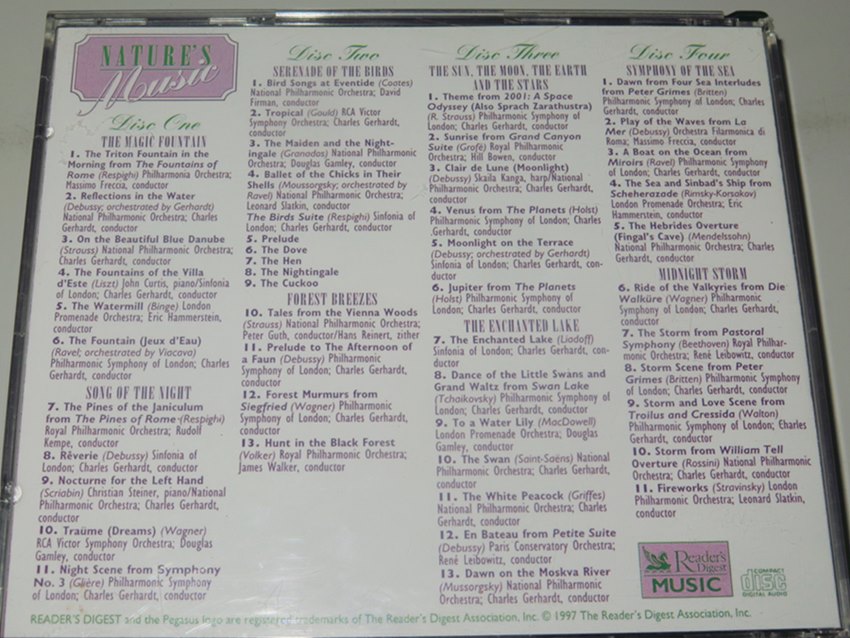 NATURE'S
Music
Disc One
THE MAGIC FOUNTAIN
1. The Triton Fountain in the
Morning from The Fountains of
Rome (Respighi) Philharmonia Orchestra;
Massimo Freccia, conductor
2. Reflections in the Water
(Debussy; orchestrated by Gerhardt)
National Philharmonic Orchestra; Charles
Gerhardt, conductor
3. On the Beautiful Blue Danube
(Strauss) National Philharmonic Orchestra;
Charles Gerhardt, conductor
4. The Fountains of the Villa
d'Este (Liszt) John Curtis, piano/Sinfonia
of London; Charles Gerhardt, conductor
5. The Watermill (Binge) London
Promenade Orchestra; Eric Hammerstein,
conductor
6. The Fountain (Jeux d'Eau)
(Ravel; orchestrated by Viacava)
Philharmonic Symphony of London; Charles
Gerhardt, conductor
SONG OF THE NIGHT
7. The Pines of the Janiculum
from The Pines of Rome (Respighi)
Royal Philharmonic Orchestra; Rudolf
Kempe, conductor
8. Rêverie (Debussy) Sinfonia of
London; Charles Gerhardt, conductor
9. Nocturne for the Left Hand
(Scriabin) Christian Steiner, piano/National
Philharmonic Orchestra; Charles Gerhardt,
conductor
10. Traüme (Dreams) (Wagner)
RCA Victor Symphony Orchestra; Douglas
Gamley, conductor
11. Night Scene from Symphony
No. 3 (Glière) Philharmonic Symphony
of London; Charles Gerhardt, conductor
Disc Two
SERENADE OF THE BIRDS
1. Bird Songs at Eventide (Coates)
National Philharmonic Orchestra; David
Firman, conductor
2. Tropical (Gould) RCA Victor
Symphony Orchestra; Charles Gerhardt,
conductor
3. The Maiden and the Night-
ingale (Granados) National Philharmonic
Orchestra; Douglas Gamley, conductor
4. Ballet of the Chicks in Their
Shells (Moussorgsky; orchestrated by
Ravel) National Philharmonic Orchestra;
Leonard Slatkin, conductor
The Birds Suite (Respighi) Sinfonia of
London; Charles Gerhardt, conductor
5. Prelude
6. The Dove
7. The Hen
8. The Nightingale
9. The Cuckoo
FOREST BREEZES
10. Tales from the Vienna Woods
(Strauss) National Philharmonic Orchestra;
Peter Guth, conductor/Hans Reinert, zither
11. Prelude to The Afternoon of
a Faun (Debussy) Philharmonic
Symphony of London; Charles Gerhardt,
conductor
12. Forest Murmurs from
Siegfried (Wagner) Philharmonic
Symphony of London; Charles Gerhardt,
conductor
13. Hunt in the Black Forest
(Volker) Royal Philharmonic Orchestra;
James Walker, conductor
Disc Three
THE SUN, THE MOON, THE EARTH
AND THE STARS
1. Theme from 2001: A Space
Odyssey (Also Sprach Zarathustra)
(R. Strauss) Philharmonic Symphony of
London; Charles Gerhardt, conductor
2. Sunrise from Grand Canyon
Suite (Grofé) Royal Philharmonic
Orchestra; Hill Bowen, conductor
3. Clair de Lune (Moonlight)
(Debussy) Skaila Kanga, harp/National
Philharmonic Orchestra; Charles Gerhardt,
conductor
4. Venus from The Planets (Holst)
Philharmonic Symphony of London; Charles
Gerhardt, conductor
5. Moonlight on the Terrace
(Debussy; orchestrated by Gerhardt)
Sinfonia of London; Charles Gerhardt, con-
ductor
6. Jupiter from The Planets
(Holst) Philharmonic Symphony of
London; Charles Gerhardt, conductor
THE ENCHANTED LAKE
7. The Enchanted Lake (Liadoff)
Sinfonia of London; Charles Gerhardt, con-
ductor
8. Dance of the Little Swans and
Grand Waltz from Swan Lake
(Tchaikovsky) Philharmonic Symphony
of London; Charles Gerhardt, conductor
9. To a Water Lily (MacDowell)
London Promenade Orchestra; Douglas
Gamley, conductor
10. The Swan (Saint-Saëns) National
Philharmonic Orchestra; Charles Gerhardt,
conductor
11. The White Peacock (Griffes)
National Philharmonic Orchestra; Charles
Gerhardt, conductor
12. En Bateau from Petite Suite
(Debussy) Paris Conservatory Orchestra;
René Leibowitz, conductor
13. Dawn on the Moskva River
(Mussorgsky) National Philharmonic
Orchestra; Charles Gerhardt, conductor
Disc Four
SYMPHONY OF THE SEA
1. Dawn from Four Sea Interludes
from Peter Grimes (Britten)
Philharmonic Symphony of London; Charles
Gerhardt, conductor
2. Play of the Waves from La
Mer (Debussy) Orchestra Filarmonica di
Roma; Massimo Freccia, conductor
3. A Boat on the Ocean from
Miroirs (Ravel) Philharmonic Symphony
of London; Charles Gerhardt, conductor
4. The Sea and Sinbad's Ship from
Scheherazade (Rimsky-Korsakov)
London Promenade Orchestra; Eric
Hammerstein, conductor
5. The Hebrides Overture
(Fingal's Cave) (Mendelssohn)
National Philharmonic Orchestra; Charles
Gerhardt, conductor
MIDNIGHT STORM
6. Ride of the Valkyries from Die
Walküre (Wagner) Philharmonic
Symphony of London; Charles Gerhardt,
conductor
7. The Storm from Pastoral
Symphony (Beethoven) Royal Philhar-
monic Orchestra; René Leibowitz, conductor
8. Storm Scene from Peter
Grimes (Britten) Philharmonic Symphony
of London; Charles Gerhardt, conductor
9. Storm and Love Scene from
Troilus and Cressida (Walton)
Philharmonic Symphony of London; Charles
Gerhardt, conductor
10. Storm from William Tell
Overture (Rossini) National Philharmonic
Orchestra; Charles Gerhardt, conductor
11. Fireworks (Stravinsky) London
Philharmonic Orchestra; Leonard Slatkin,
conductor
Reader's
Digest
MUSIC
COMPACT
disc
DIGITAL AUDIO
READER'S DIGEST and the Pegasus logo are registered trademarks of The Reader's Digest Association, Inc. © 1997 The Reader's Digest Association, Inc.